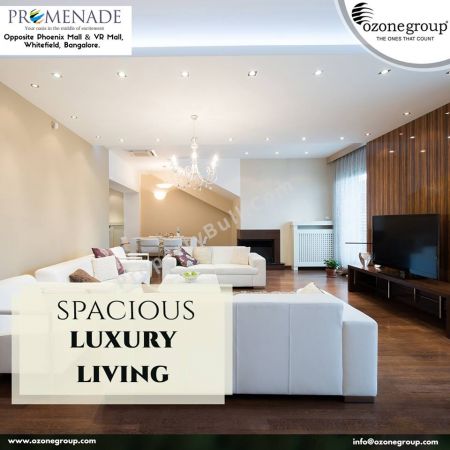 PROMENADE
Your oasis in the middle of excitement
Opposite Phoenix Mall & VR Mall,
Whitefield, Bangalore.
ozonegroup
THE ONES THAT COUNT
SPACIOUS
LUXURY
LIVING
www.ozonegroup.com
info@ozonegroup.com